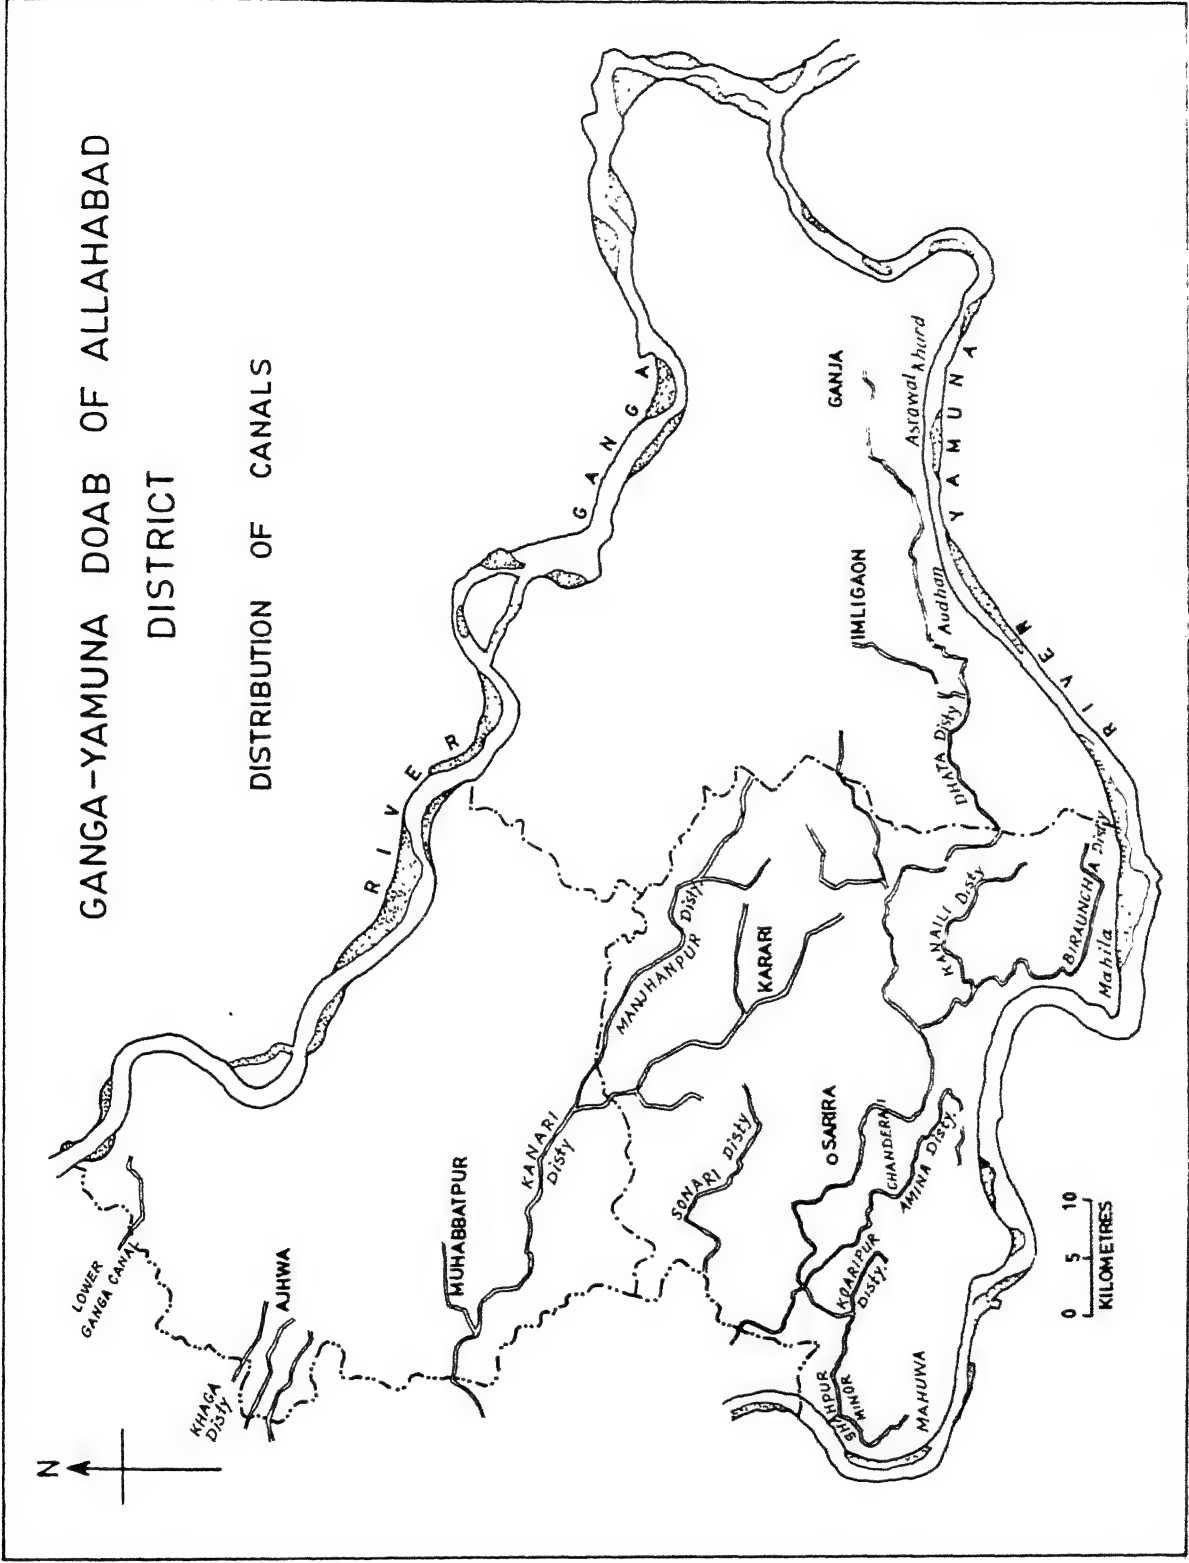 GANGA-YAMUNA DOAB OF ALLAHABAD
DISTRICT
DISTRIBUTION OF CANALS
N
KHAGA
Disty
LOWER
GANGA CANAL
AJHWA
RIVER
GANGA
MUHABBATPUR
KANARI
Disty
MANJHANPUR Disty
KARARI
SONARI Disty
OSARIRA
CHANDERAI
AMINA Disty.
KOARIPUR
Disty.
SHAHPUR
MINOR
MAHUWA
KANAILI Disty
BIRAUNCHA Disty
Mahila
DHATA Disty
IMLIGAON
Audhan
GANJA
Asrawal Khurd
YAMUNA
RIVER
0 5 10
KILOMETRES